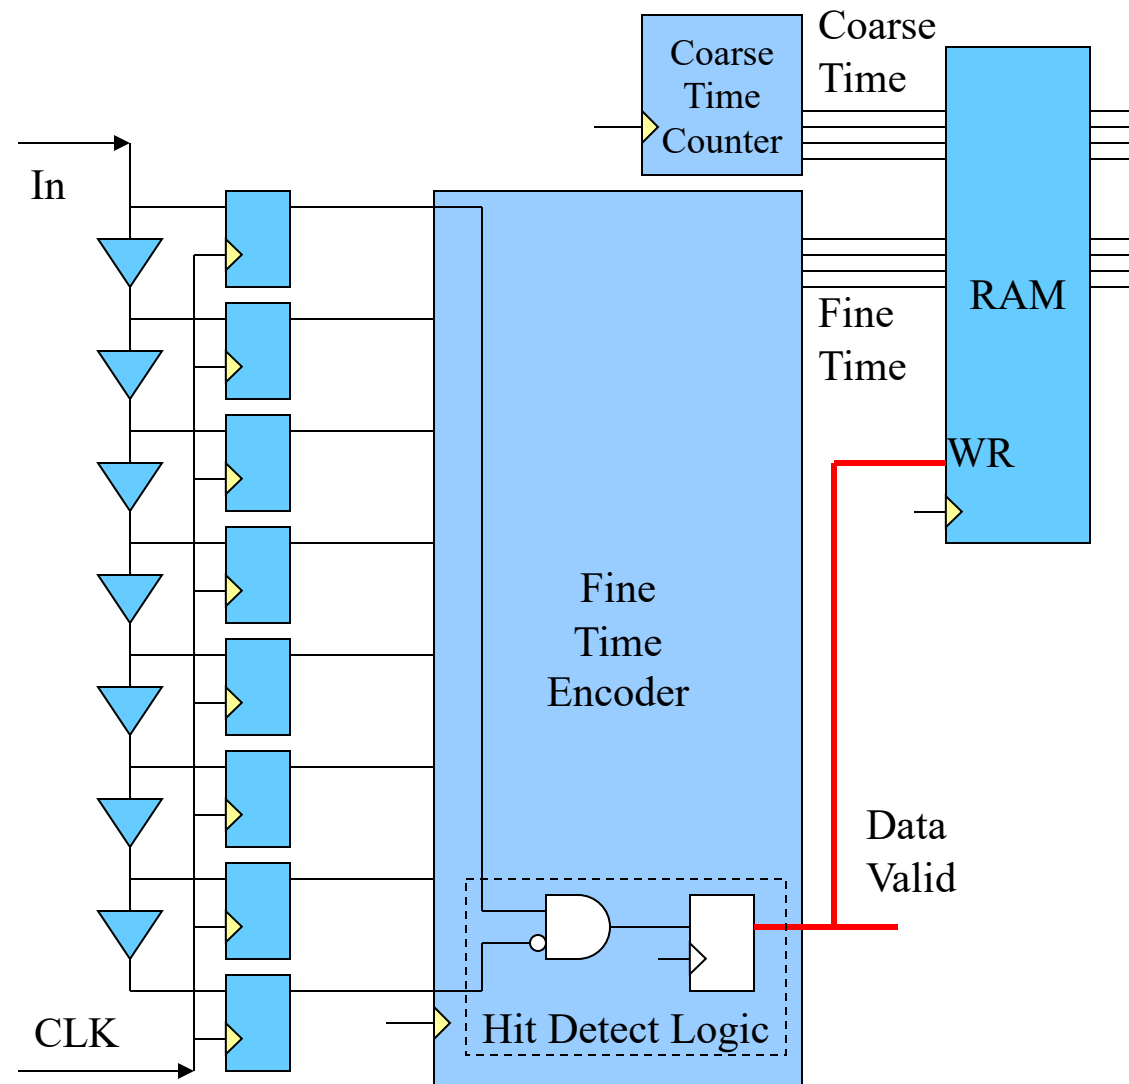 Coarse
Time
Counter
Coarse
Time
In
RAM
Fine
Time
WR
Fine
Time
Encoder
Data
Valid
Hit Detect Logic
CLK